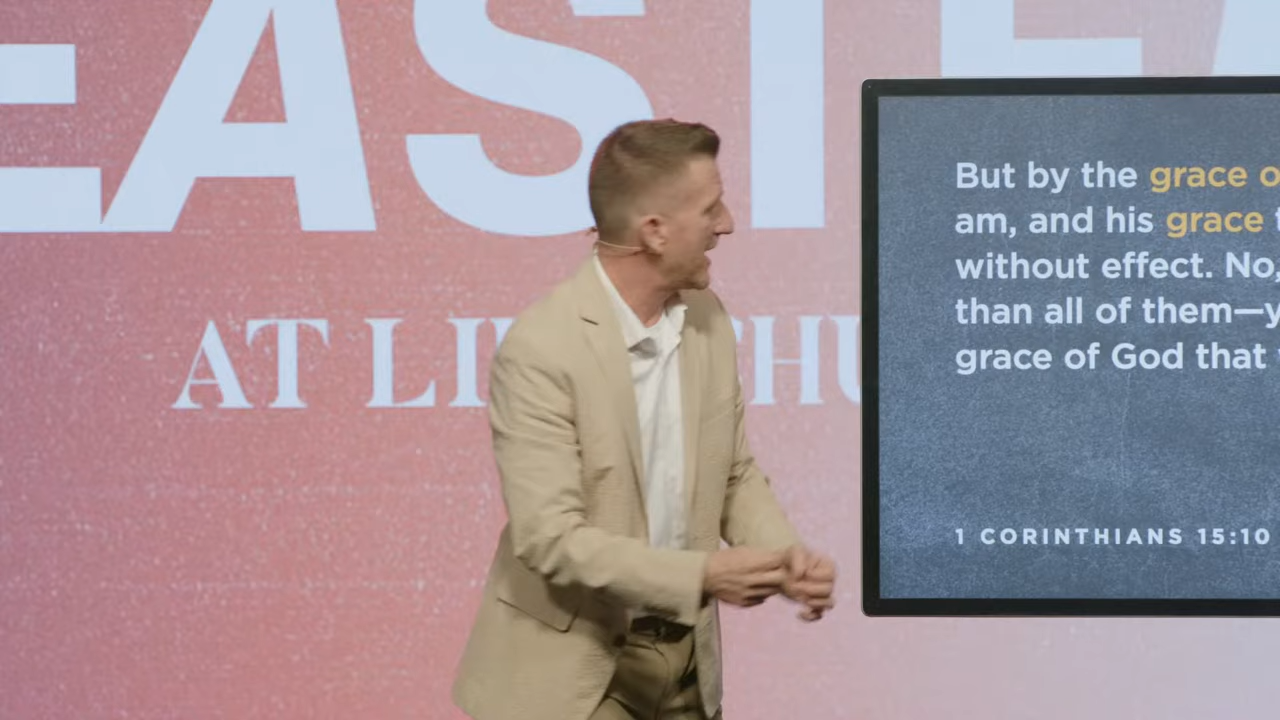 EASTE
AT LI
But by the grace o
am, and his grace
without effect. No,
than all of them—y
grace of God that
1 CORINTHIANS 15:10